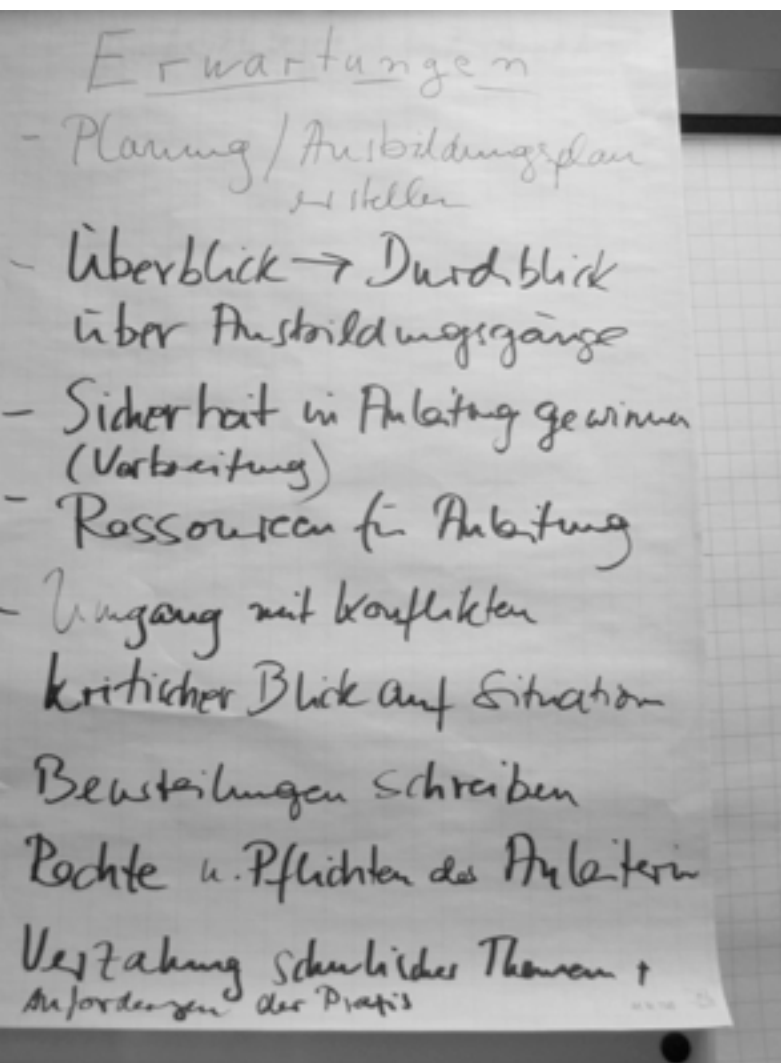 Erwartungen
- Planung / Ausbildungsplan
erstellen
- Überblick → Durchblick
über Ausbildungsgänge
- Sicherheit in Anleitung gewinnen
(Vorbereitung)
- Ressourcen für Anleitung
- Umgang mit Konflikten
kritischer Blick auf Situation
Beurteilungen schreiben
Rechte u. Pflichten der Anleiterin
Verzahnung schulischer Themen +
Anforderungen der Praxis